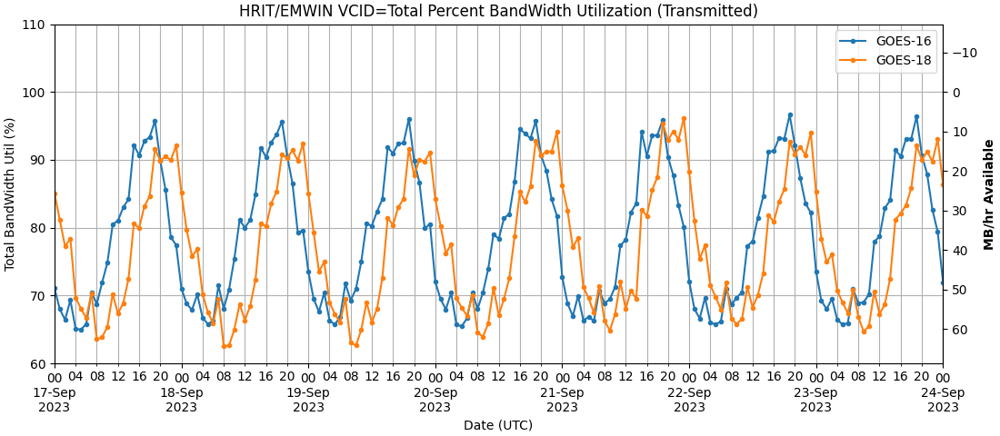 HRIT/EMWIN VCID=Total Percent BandWidth Utilization (Transmitted)
GOES-16
GOES-18
Total BandWidth Util (%)
110
100
90
80
70
60
−10
0
10
20
30
40
50
60
MB/hr Available
00 04 08 12 16 20 00 04 08 12 16 20 00 04 08 12 16 20 00 04 08 12 16 20 00 04 08 12 16 20 00 04 08 12 16 20 00 04 08 12 16 20 00
17-Sep 18-Sep 19-Sep 20-Sep 21-Sep 22-Sep 23-Sep 24-Sep
2023 2023 2023 2023 2023 2023 2023 2023
Date (UTC)